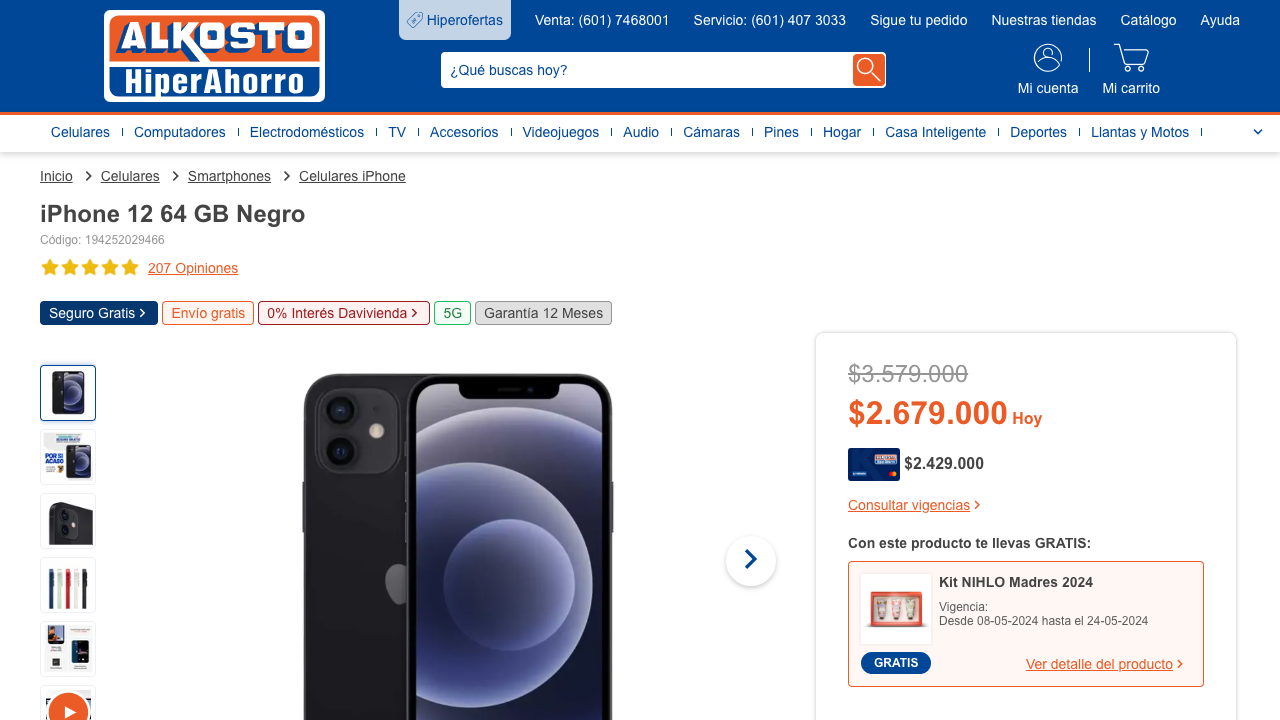 ALKOSTO
HiperAhorro
Hiperofertas
Venta: (601) 7468001
Servicio: (601) 407 3033
Sigue tu pedido
Nuestras tiendas
Catálogo
Ayuda
¿Qué buscas hoy?
Mi cuenta
Mi carrito
Celulares
Computadores
Electrodomésticos
TV
Accesorios
Videojuegos
Audio
Cámaras
Pines
Hogar
Casa Inteligente
Deportes
Llantas y Motos
Inicio
Celulares
Smartphones
Celulares iPhone
iPhone 12 64 GB Negro
Código: 194252029466
207 Opiniones
Seguro Gratis
Envío gratis
0% Interés Davivienda
5G
Garantía 12 Meses
POR SI
ACASO
$3.579.000
$2.679.000 Hoy
$2.429.000
Consultar vigencias
Con este producto te llevas GRATIS:
Kit NIHLO Madres 2024
Vigencia:
Desde 08-05-2024 hasta el 24-05-2024
GRATIS
Ver detalle del producto